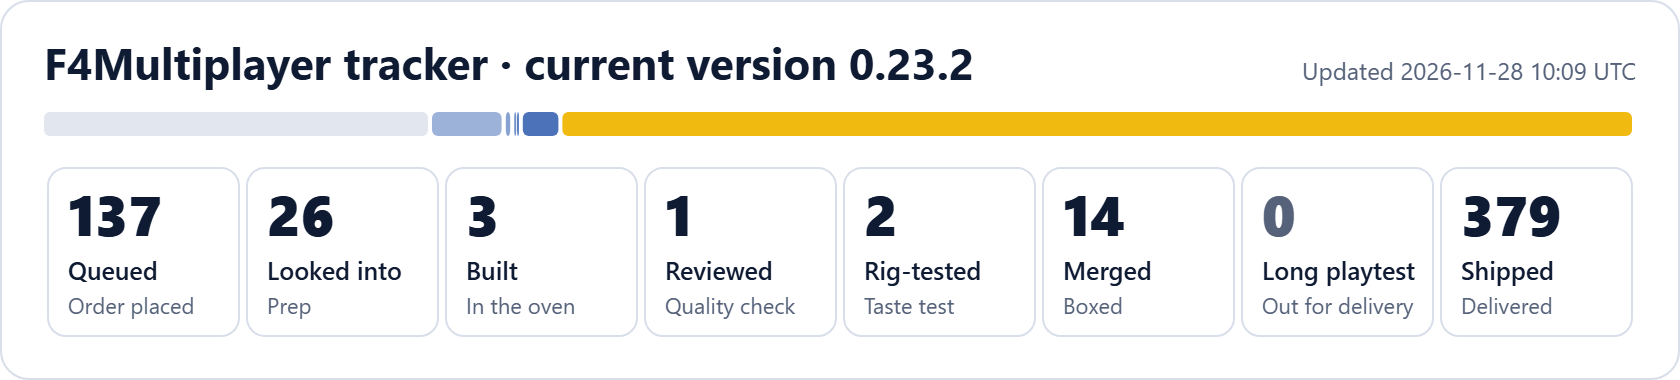 F4Multiplayer tracker · current version 0.23.2
Updated 2026-11-28 10:09 UTC
137
Queued
Order placed
26
Looked into
Prep
3
Built
In the oven
1
Reviewed
Quality check
2
Rig-tested
Taste test
14
Merged
Boxed
0
Long playtest
Out for delivery
379
Shipped
Delivered